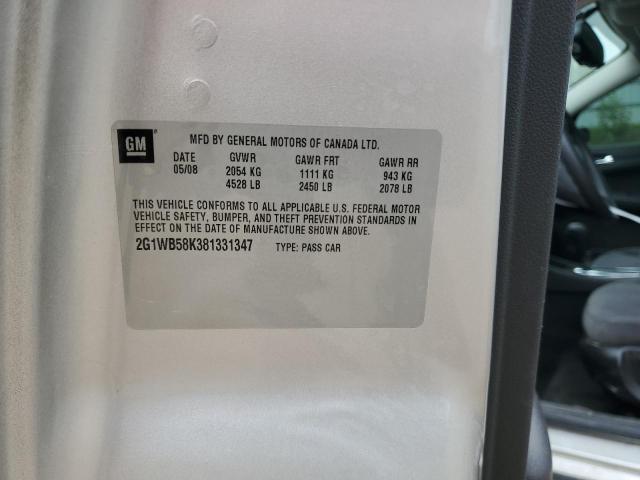 GM
MFD BY GENERAL MOTORS OF CANADA LTD.
DATE GVWR GAWR FRT GAWR RR
05/08 2054 KG 1111 KG 943 KG
4528 LB 2450 LB 2078 LB
THIS VEHICLE CONFORMS TO ALL APPLICABLE U.S. FEDERAL MOTOR
VEHICLE SAFETY, BUMPER, AND THEFT PREVENTION STANDARDS IN
EFFECT ON THE DATE OF MANUFACTURE SHOWN ABOVE.
2G1WB58K381331347 TYPE: PASS CAR